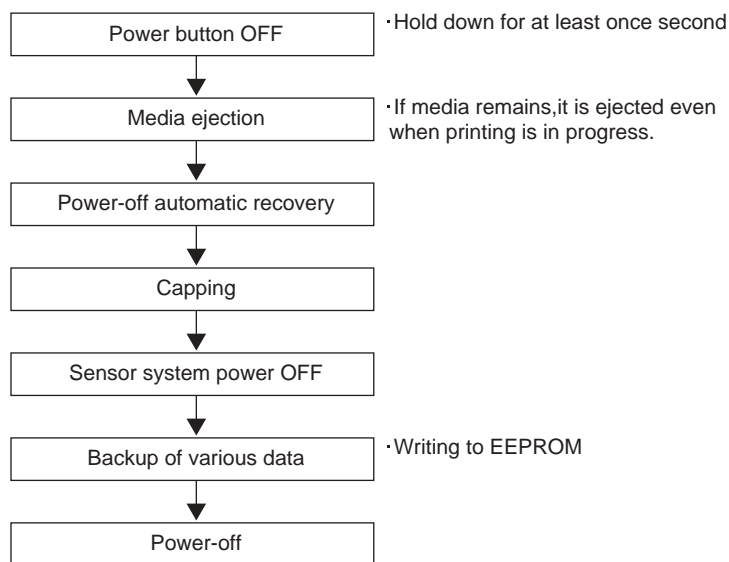 Power button OFF
·Hold down for at least once second
Media ejection
·If media remains,it is ejected even
when printing is in progress.
Power-off automatic recovery
Capping
Sensor system power OFF
Backup of various data
·Writing to EEPROM
Power-off